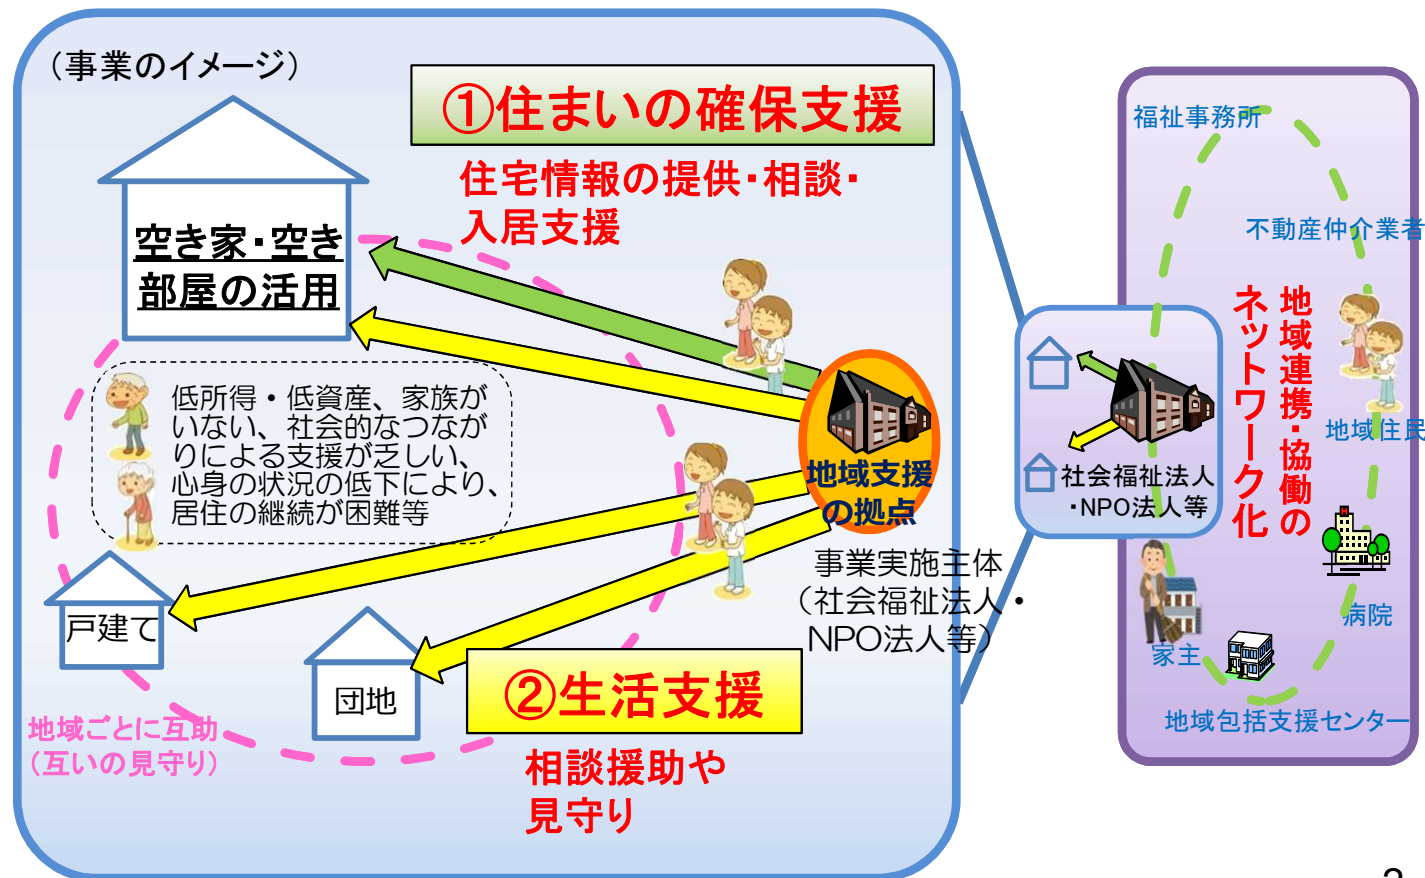 （事業のイメージ）
①住まいの確保支援
住宅情報の提供・相談・
入居支援
空き家・空き
部屋の活用
低所得・低資産、家族が
いない、社会的なつなが
りによる支援が乏しい、
心身の状況の低下により、
居住の継続が困難等
地域支援
の拠点
事業実施主体
（社会福祉法人・
NPO法人等）
戸建て
団地
②生活支援
相談援助や
見守り
地域ごとに互助
（互いの見守り）
福祉事務所
不動産仲介業者
地域連携・協働の
ネットワーク化
地域住民
社会福祉法人
・NPO法人等
病院
家主
地域包括支援センター